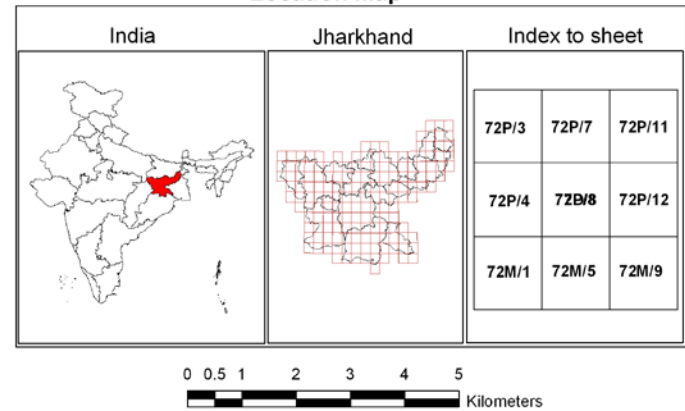 India
Jharkhand
Index to sheet
72P/3 72P/7 72P/11
72P/4 72P/12
72M/1 72M/5 72M/9
0 0.5 1 2 3 4 5
Kilometers